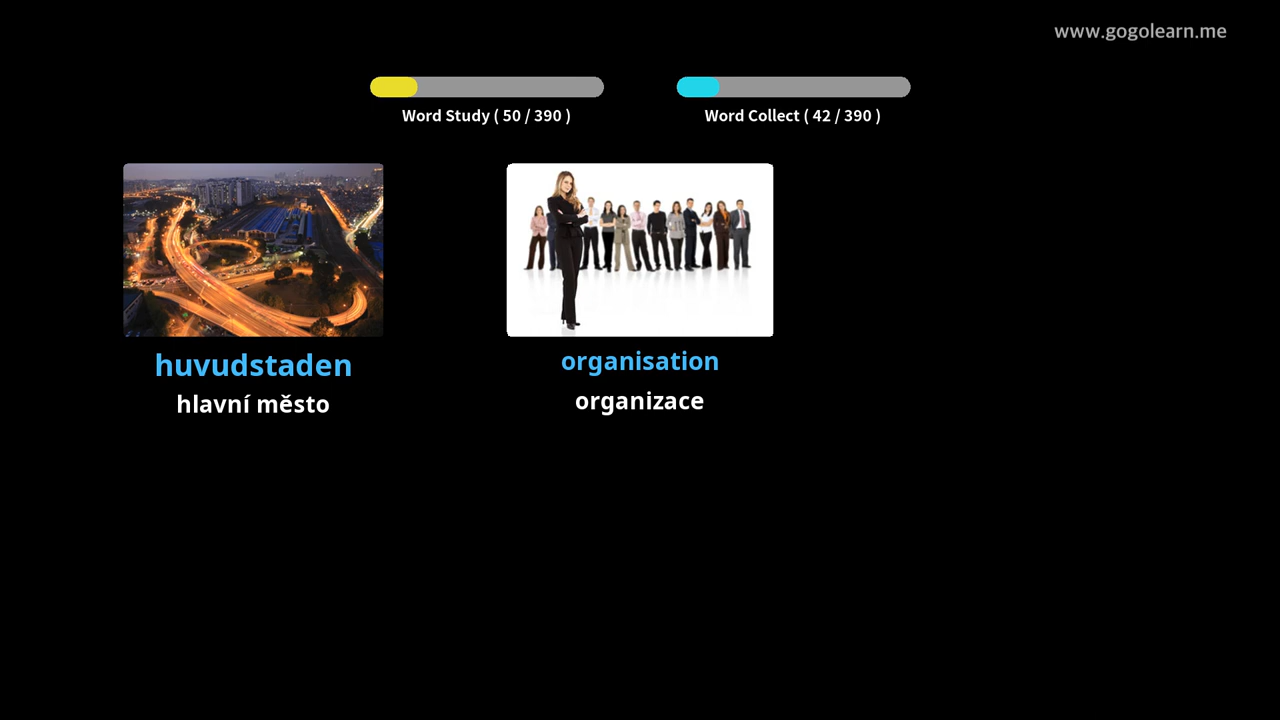 www.gogolearn.me
Word Study ( 50 / 390 )
Word Collect ( 42 / 390 )
huvudstaden
hlavní město
organisation
organizace